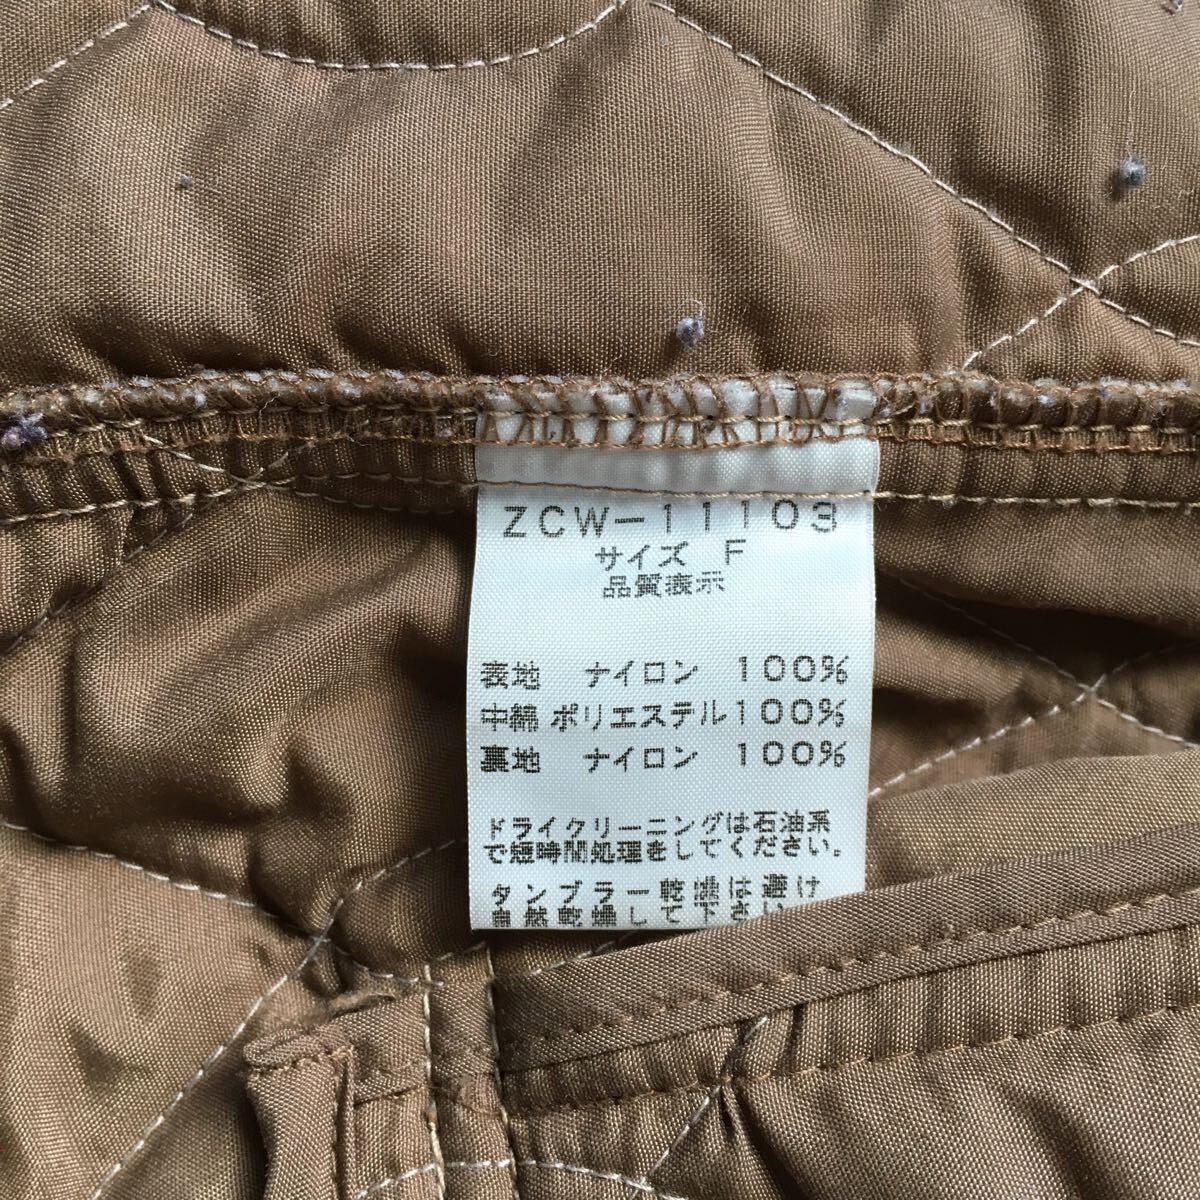 ZCW-11103
サイズ F
品質表示
表地 ナイロン 100%
中綿 ポリエステル100%
裏地 ナイロン 100%
ドライクリーニングは石油系
で短時間処理をしてください。
タンブラー乾燥は避け
自然乾燥して下さい